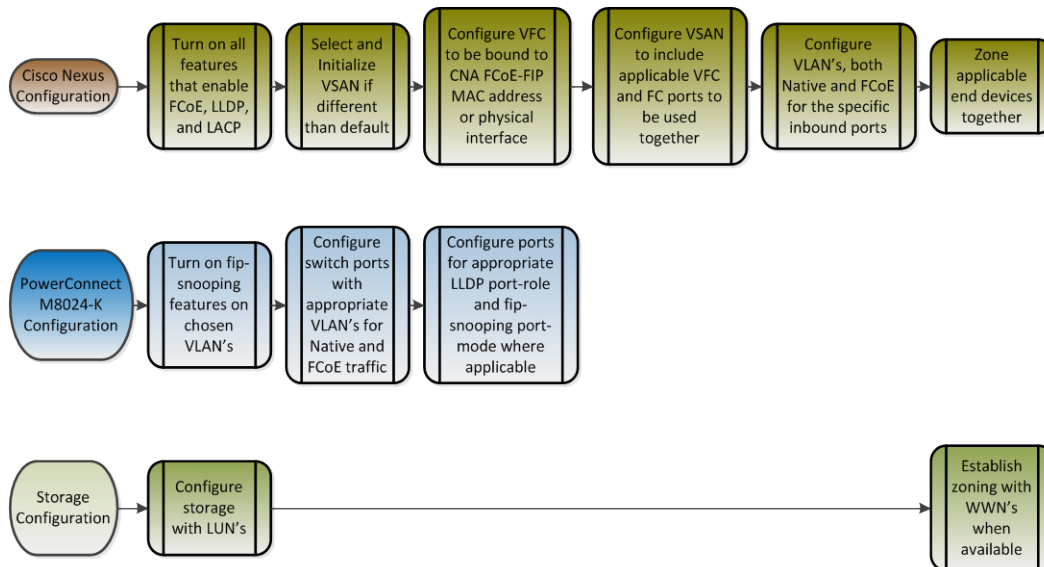 Cisco Nexus
Configuration
Turn on all
features
that enable
FCoE, LLDP,
and LACP
Select and
Initialize
VSAN if
different
than default
Configure VFC
to be bound to
CNA FCoE-FIP
MAC address
or physical
interface
Configure VSAN
to include
applicable VFC
and FC ports to
be used
together
Configure
VLAN’s, both
Native and FCoE
for the specific
inbound ports
Zone
applicable
end devices
together
PowerConnect
M8024-K
Configuration
Turn on fip-
snooping
features on
chosen
VLAN’s
Configure
switch ports
with
appropriate
VLAN’s for
Native and
FCoE traffic
Configure ports
for appropriate
LLDP port-role
and fip-
snooping port-
mode where
applicable
Storage
Configuration
Configure
storage
with LUN’s
Establish
zoning with
WWN’s
when
available